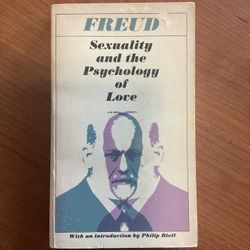 FREUD
Sexuality
and the
Psychology
of
Love
With an introduction by Philip Rieff